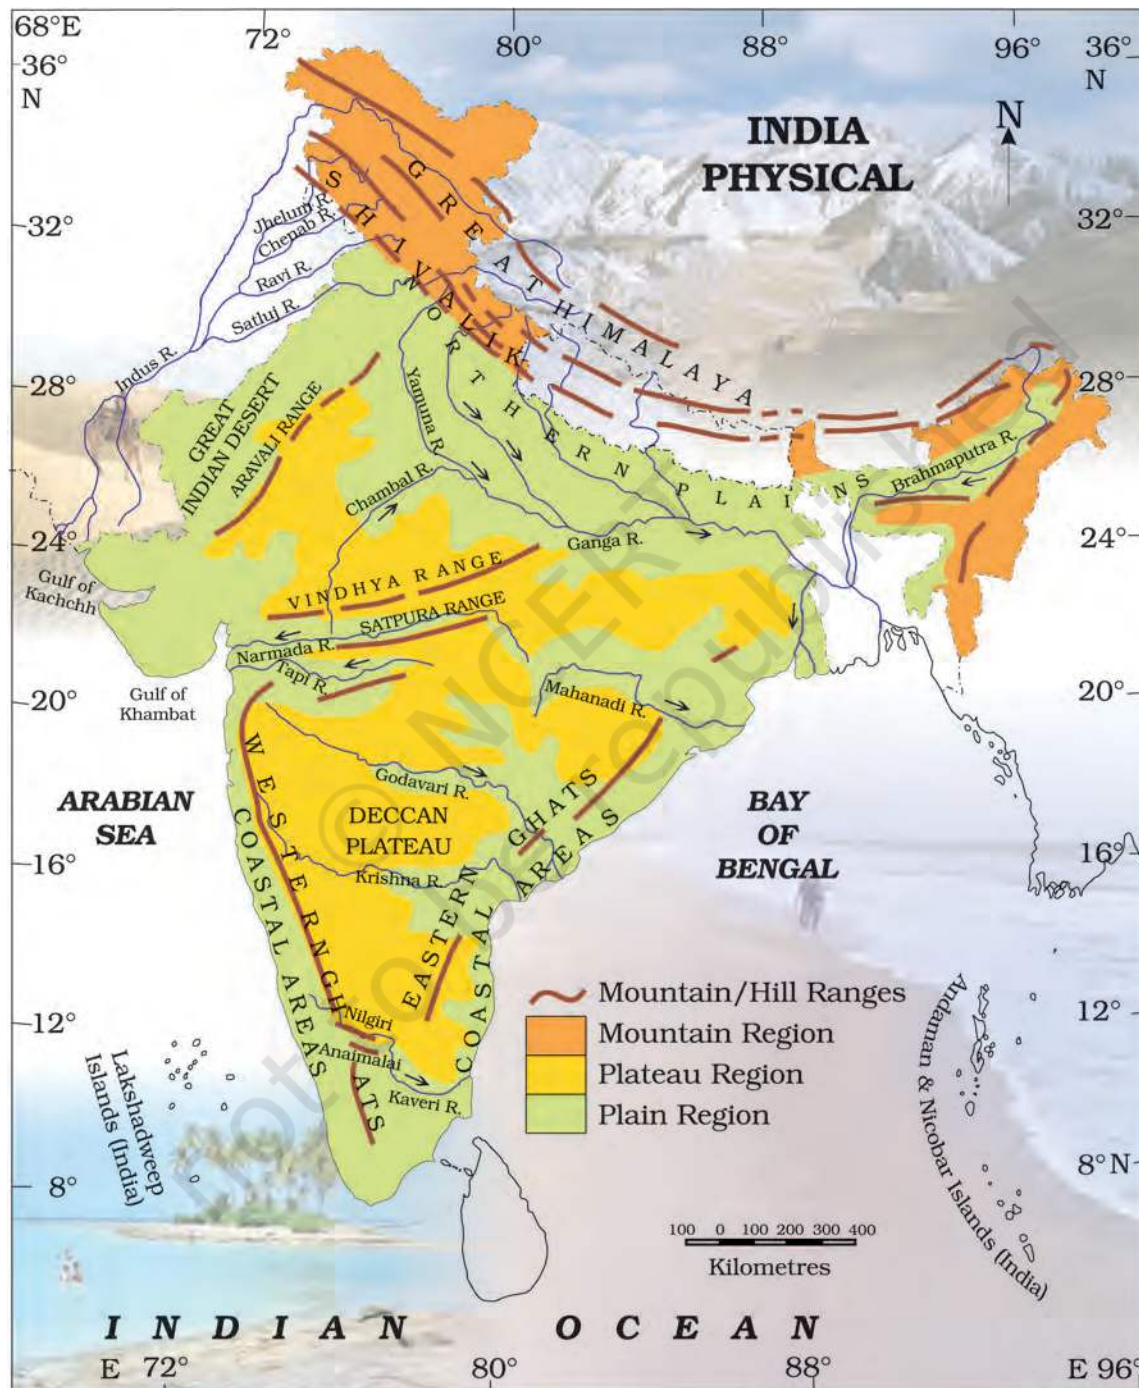 68°E
72°
80°
88°
96°
36°
N
36°
N
N
INDIA
PHYSICAL
GREAT HIMALAYA
SHIVALIK
Jhelum R.
Chenab R.
Ravi R.
Satluj R.
Indus R.
32°
32°
28°
28°
NORTHERN PLAINS
GREAT
INDIAN DESERT
ARAVALI RANGE
Yamuna R.
Chambal R.
Brahmaputra R.
Ganga R.
24°
24°
Gulf of
Kachchh
VINDHYA RANGE
SATPURA RANGE
Narmada R.
Tapi R.
Mahanadi R.
20°
20°
Gulf of
Khambat
Godavari R.
ARABIAN
SEA
DECCAN
PLATEAU
BAY
OF
BENGAL
WESTERN GHATS
COASTAL AREAS
EASTERN GHATS
COASTAL AREAS
Krishna R.
16°
16°
Nilgiri
Anaimalai
Kaveri R.
12°
12°
Mountain/Hill Ranges
Mountain Region
Plateau Region
Plain Region
Lakshadweep
Islands (India)
Andaman & Nicobar Islands (India)
8°
8°N
100 0 100 200 300 400
Kilometres
INDIAN OCEAN
E 72°
80°
88°
E 96°
© NCERT
not to be republished